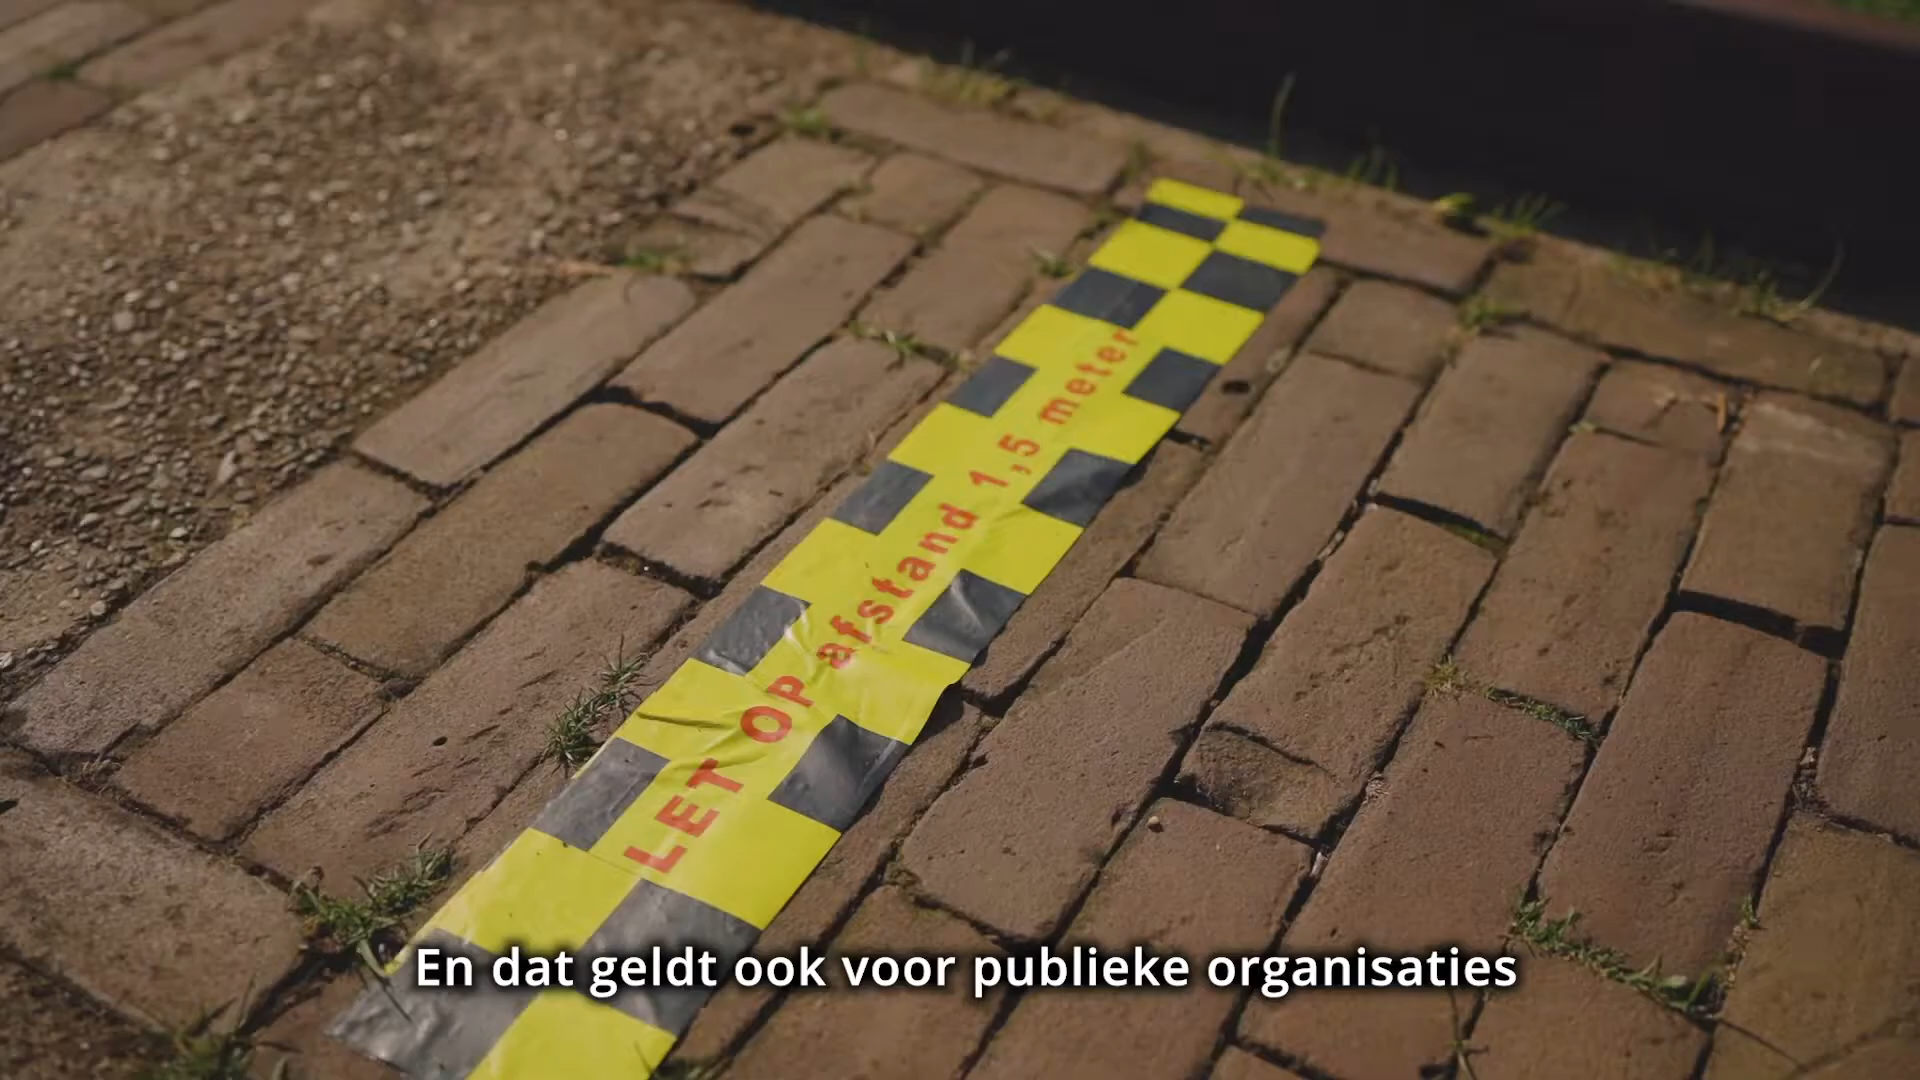 LET OP afstand 1,5 meter
En dat geldt ook voor publieke organisaties